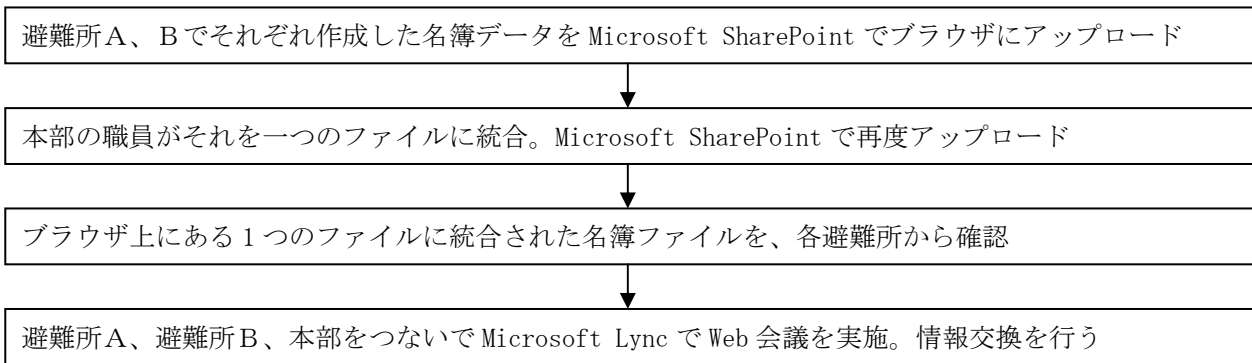 避難所A、Bでそれぞれ作成した名簿データを Microsoft SharePoint でブラウザにアップロード
本部の職員がそれを一つのファイルに統合。Microsoft SharePoint で再度アップロード
ブラウザ上にある1つのファイルに統合された名簿ファイルを、各避難所から確認
避難所A、避難所B、本部をつないで Microsoft Lync で Web 会議を実施。情報交換を行う